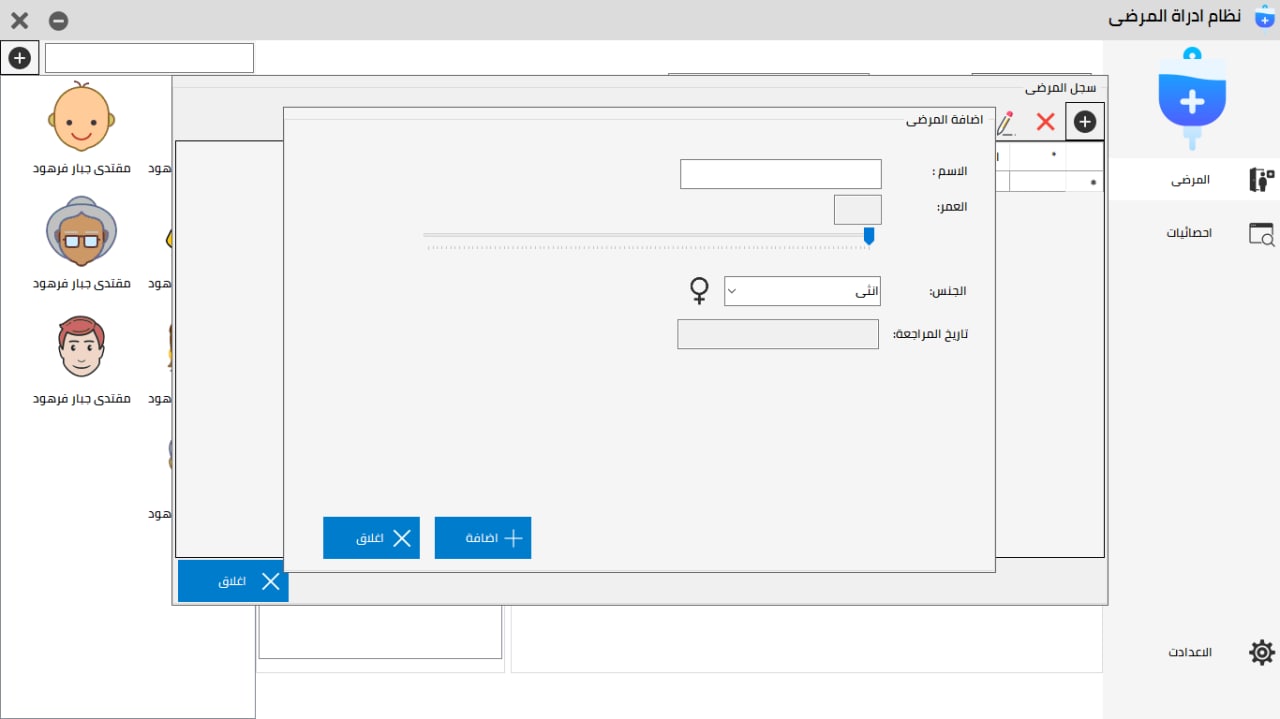 نظام ادراة المرضى
المرضى
احصائيات
الاعدادت
سجل المرضى
اضافة المرضى
الاسم :
العمر:
الجنس:
انثى
تاريخ المراجعة:
اضافة
اغلاق
اغلاق
مقتدى جبار فرهود
مقتدى جبار فرهود
مقتدى جبار فرهود